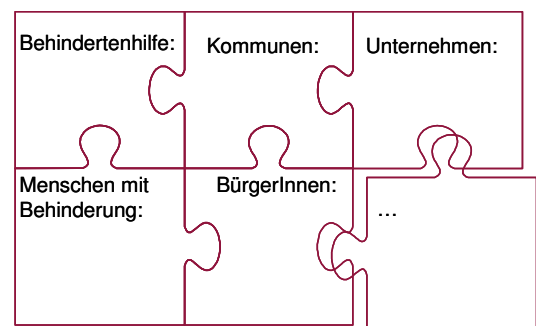 Behindertenhilfe:
Kommunen:
Unternehmen:
Menschen mit
Behinderung:
BürgerInnen:
...